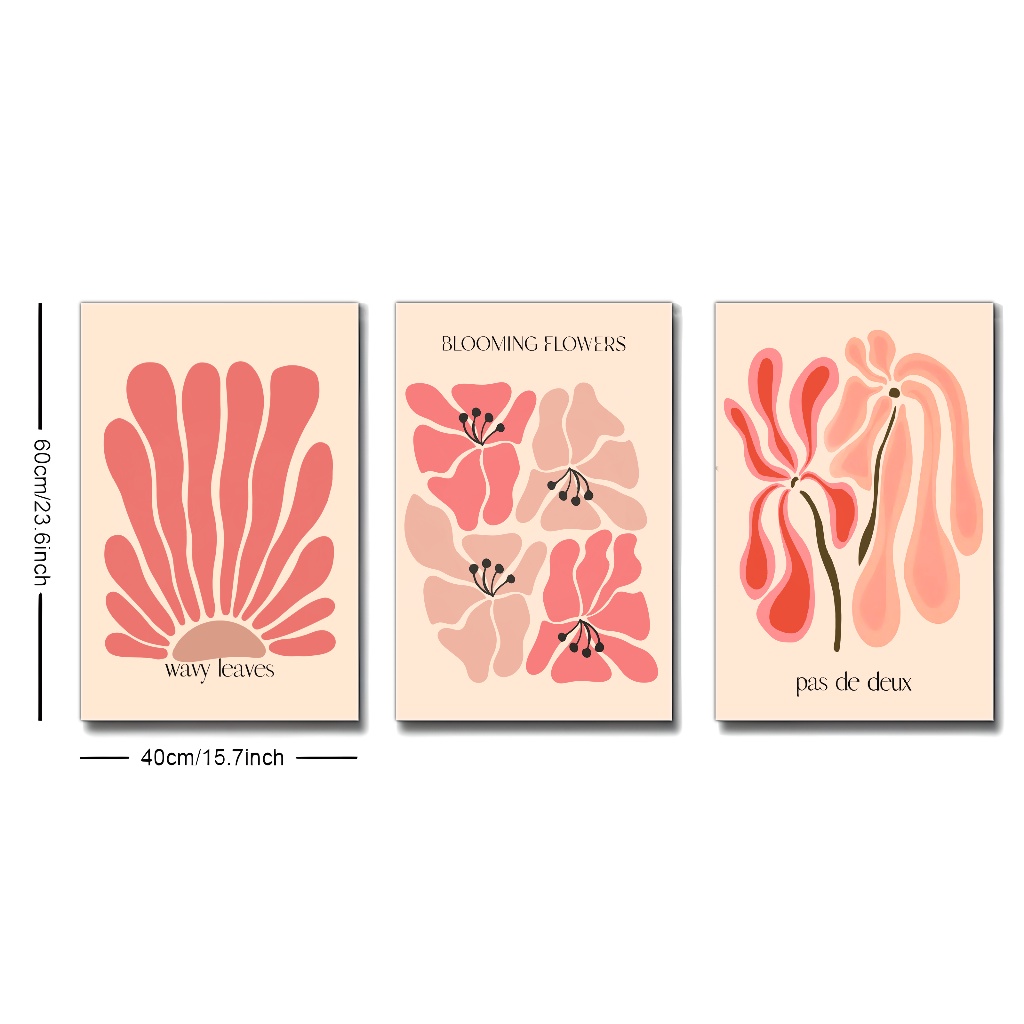 60cm/23.6inch
wavy leaves
BLOOMING FLOWERS
pas de deux
40cm/15.7inch